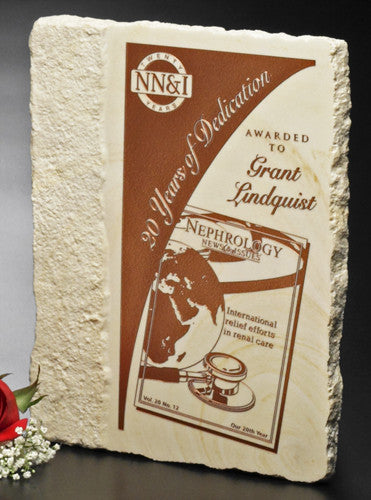 TWENTY
NN&I
YEARS
20 Years of Dedication
AWARDED
TO
Grant
Lindquist
NEPHROLOGY
NEWS & ISSUES
International
relief efforts
in renal care
Vol. 20 No. 12
Our 20th Year